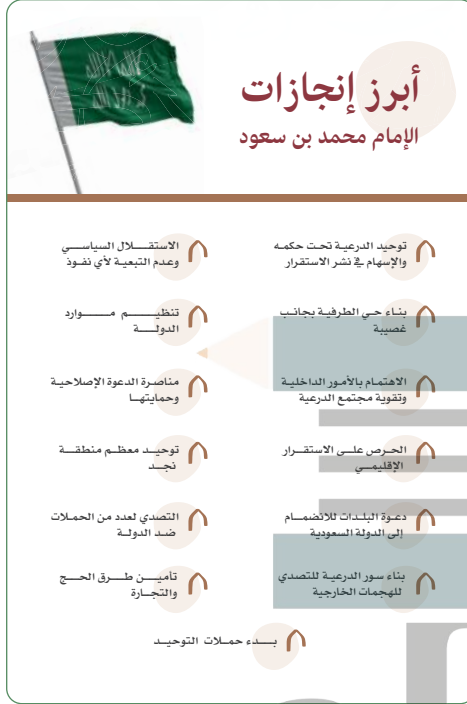 أبرز إنجازات
الإمام محمد بن سعود
توحيد الدرعية تحت حكمه
والإسهام في نشر الاستقرار
الاستقلال السياسي
وعدم التبعية لأي نفوذ
بناء حي الطرفية بجانب
غصيبة
تنظيم موارد
الدولة
الاهتمام بالأمور الداخلية
وتقوية مجتمع الدرعية
مناصرة الدعوة الإصلاحية
وحمايتها
الحرص على الاستقرار
الإقليمي
توحيد معظم منطقة
نجد
دعوة البلدات للانضمام
إلى الدولة السعودية
التصدي لعدد من الحملات
ضد الدولة
بناء سور الدرعية للتصدي
للهجمات الخارجية
تأمين طرق الحج
والتجارة
بدء حملات التوحيد